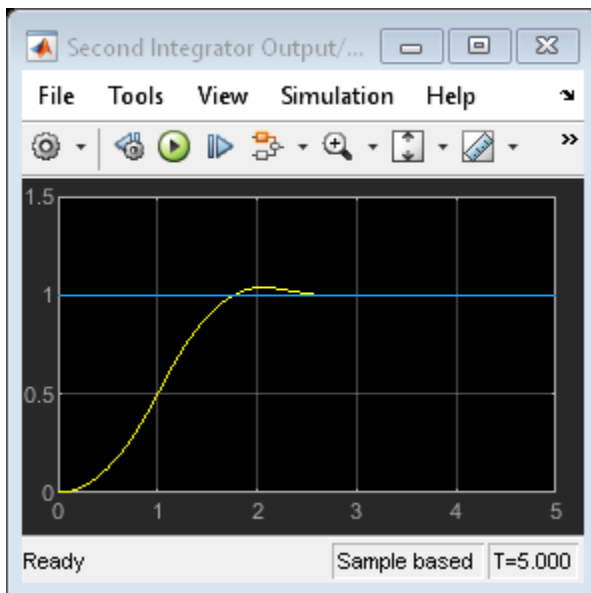 Second Integrator Output/...
File Tools View Simulation Help
1.5
1
0.5
0
0 1 2 3 4 5
Ready Sample based T=5.000